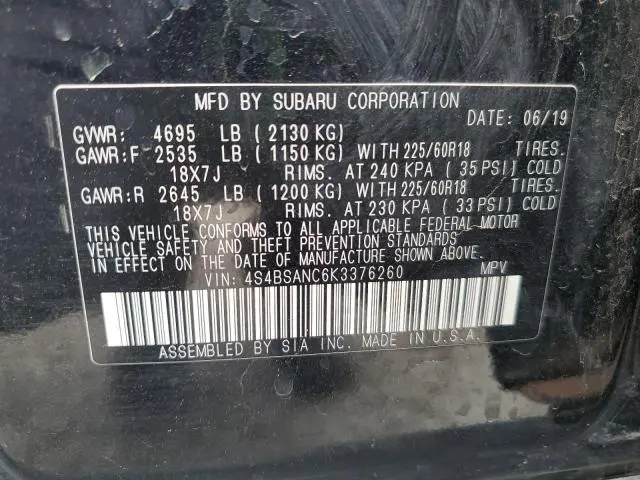 MFD BY SUBARU CORPORATION
DATE: 06/19
GVWR: 4695 LB (2130 KG)
GAWR:F 2535 LB (1150 KG) WITH 225/60R18 TIRES.
18X7J RIMS. AT 240 KPA (35 PSI) COLD
GAWR:R 2645 LB (1200 KG) WITH 225/60R18 TIRES.
18X7J RIMS. AT 230 KPA (33 PSI) COLD
THIS VEHICLE CONFORMS TO ALL APPLICABLE FEDERAL MOTOR
VEHICLE SAFETY AND THEFT PREVENTION STANDARDS
IN EFFECT ON THE DATE OF MANUFACTURE SHOWN ABOVE.
VIN: 4S4BSANC6K3376260 MPV
ASSEMBLED BY SIA INC. MADE IN U.S.A.